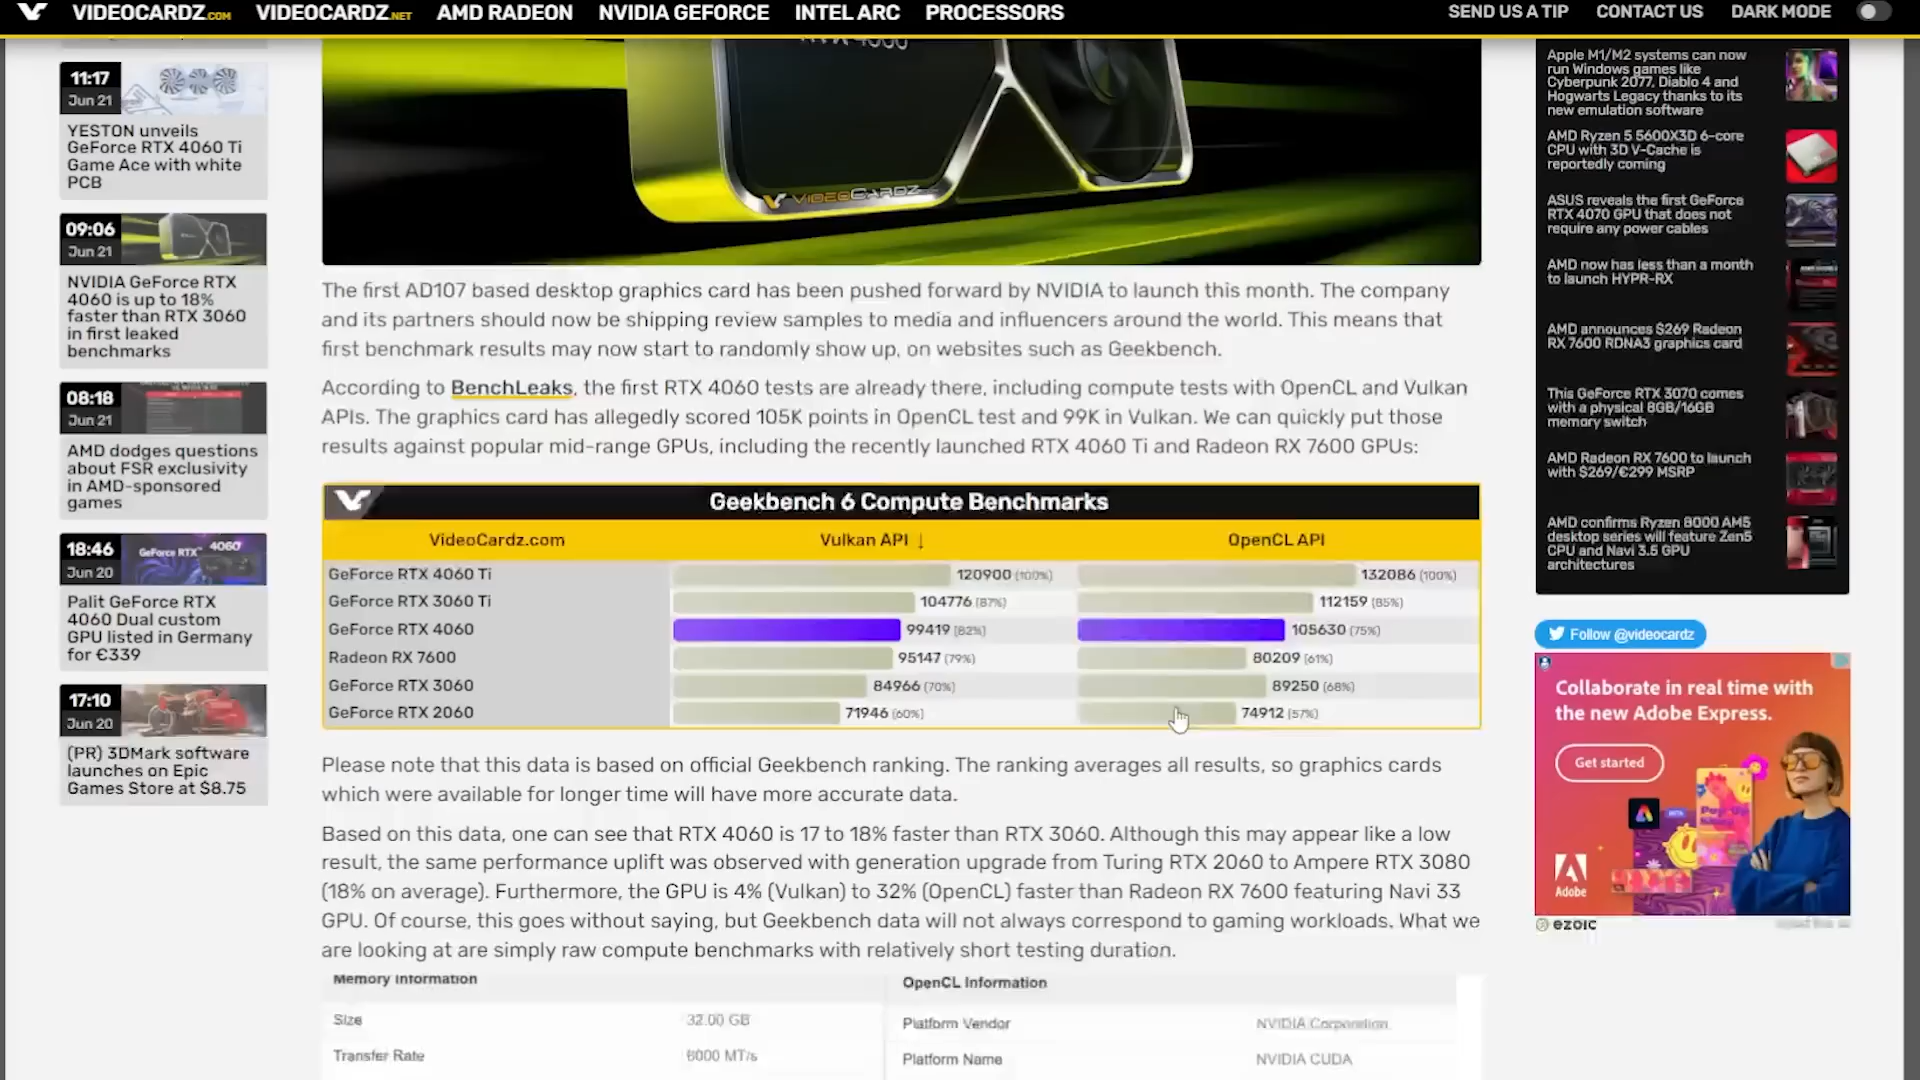 VIDEOCARDZ.COM VIDEOCARDZ.NET AMD RADEON NVIDIA GEFORCE INTEL ARC PROCESSORS SEND US A TIP CONTACT US DARK MODE
11:17
Jun 21
YESTON unveils
GeForce RTX 4060 Ti
Game Ace with white
PCB
09:06
Jun 21
NVIDIA GeForce RTX
4060 is up to 18%
faster than RTX 3060
in first leaked
benchmarks
08:18
Jun 21
AMD dodges questions
about FSR exclusivity
in AMD-sponsored
games
18:46
Jun 20
GeForce RTX 4060
Palit GeForce RTX
4060 Dual custom
GPU listed in Germany
for €339
17:10
Jun 20
(PR) 3DMark software
launches on Epic
Games Store at $8.75
VIDEOCARDZ
The first AD107 based desktop graphics card has been pushed forward by NVIDIA to launch this month. The company
and its partners should now be shipping review samples to media and influencers around the world. This means that
first benchmark results may now start to randomly show up, on websites such as Geekbench.
According to BenchLeaks, the first RTX 4060 tests are already there, including compute tests with OpenCL and Vulkan
APIs. The graphics card has allegedly scored 105K points in OpenCL test and 99K in Vulkan. We can quickly put those
results against popular mid-range GPUs, including the recently launched RTX 4060 Ti and Radeon RX 7600 GPUs:
Geekbench 6 Compute Benchmarks
VideoCardz.com Vulkan API ↓ OpenCL API
GeForce RTX 4060 Ti 120900 (100%) 132086 (100%)
GeForce RTX 3060 Ti 104776 (87%) 112159 (85%)
GeForce RTX 4060 99419 (82%) 105630 (75%)
Radeon RX 7600 95147 (79%) 80209 (61%)
GeForce RTX 3060 84966 (70%) 89250 (68%)
GeForce RTX 2060 71946 (60%) 74912 (57%)
Please note that this data is based on official Geekbench ranking. The ranking averages all results, so graphics cards
which were available for longer time will have more accurate data.
Based on this data, one can see that RTX 4060 is 17 to 18% faster than RTX 3060. Although this may appear like a low
result, the same performance uplift was observed with generation upgrade from Turing RTX 2060 to Ampere RTX 3080
(18% on average). Furthermore, the GPU is 4% (Vulkan) to 32% (OpenCL) faster than Radeon RX 7600 featuring Navi 33
GPU. Of course, this goes without saying, but Geekbench data will not always correspond to gaming workloads. What we
are looking at are simply raw compute benchmarks with relatively short testing duration.
Memory Information OpenCL Information
Size 32.00 GB Platform Vendor NVIDIA Corporation
Transfer Rate 6000 MT/s Platform Name NVIDIA CUDA
Apple M1/M2 systems can now
run Windows games like
Cyberpunk 2077, Diablo 4 and
Hogwarts Legacy thanks to its
new emulation software
AMD Ryzen 5 5600X3D 6-core
CPU with 3D V-Cache is
reportedly coming
ASUS reveals the first GeForce
RTX 4070 GPU that does not
require any power cables
AMD now has less than a month
to launch HYPR-RX
AMD announces $269 Radeon
RX 7600 RDNA3 graphics card
This GeForce RTX 3070 comes
with a physical 8GB/16GB
memory switch
AMD Radeon RX 7600 to launch
with $269/€299 MSRP
AMD confirms Ryzen 8000 AM5
desktop series will feature Zen5
CPU and Navi 3.5 GPU
architectures
Follow @videocardz
Collaborate in real time with
the new Adobe Express.
Get started
Adobe
ezoic